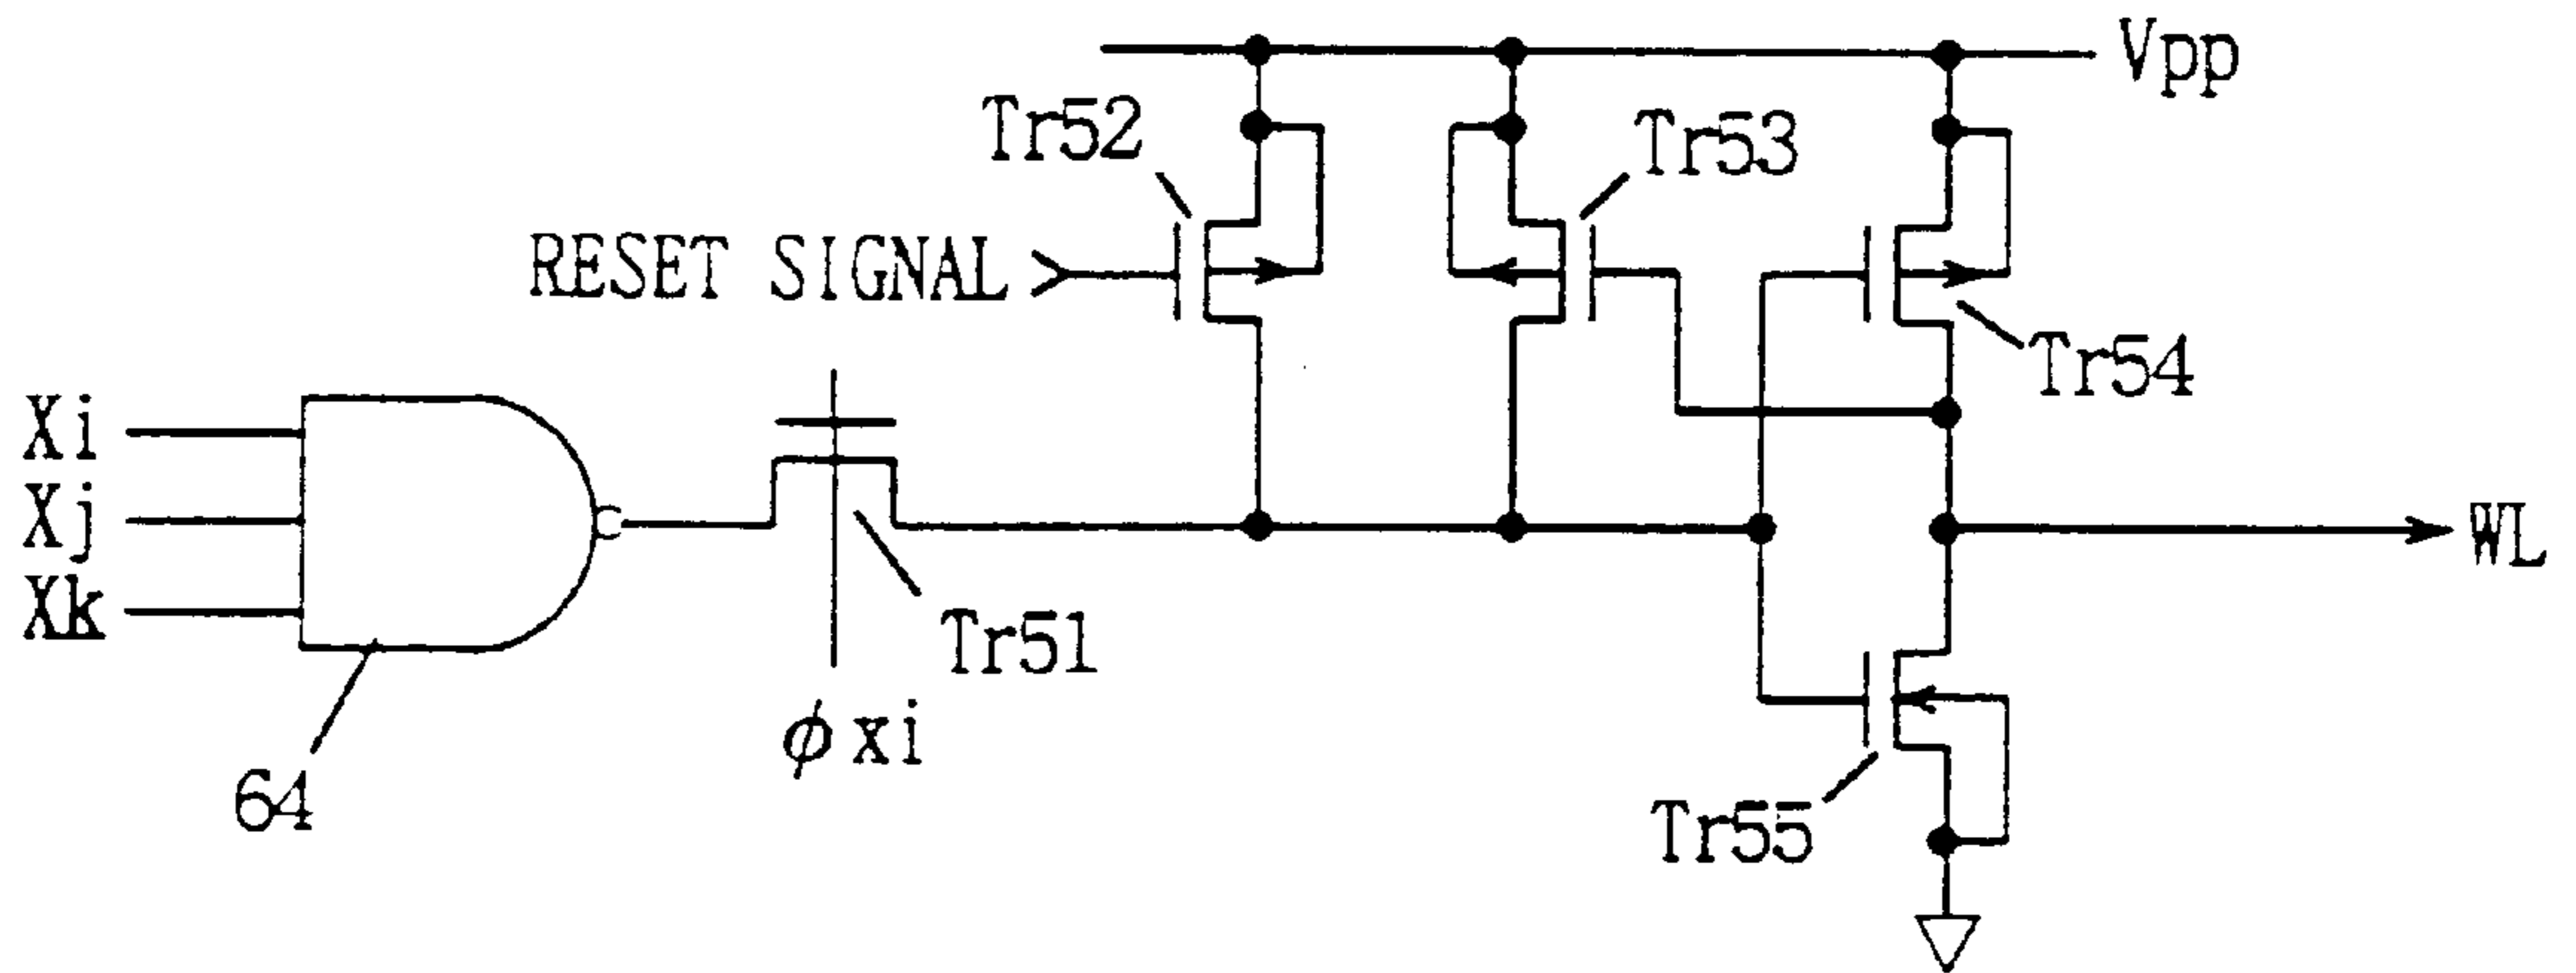 Vpp
Tr52
Tr53
RESET SIGNAL
Tr54
Xi
Xj
Xk
WL
Tr51
φxi
64
Tr55